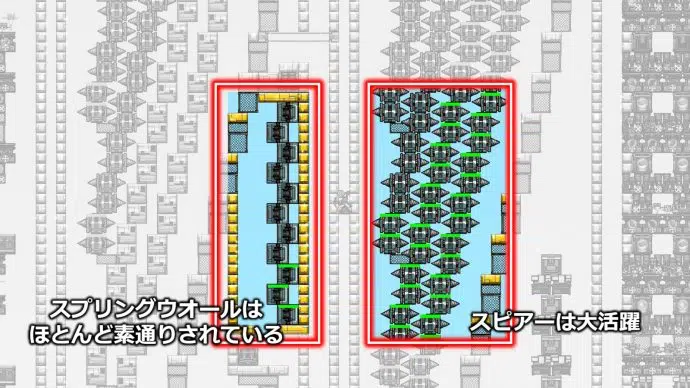 スプリングウオールは
ほとんど素通りされている
スピアーは大活躍